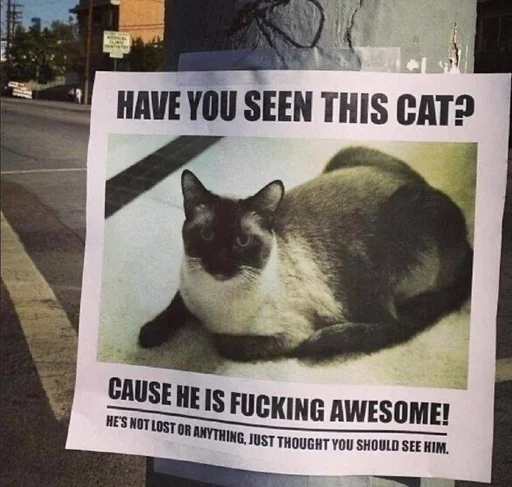 HAVE YOU SEEN THIS CAT?
CAUSE HE IS FUCKING AWESOME!
HE'S NOT LOST OR ANYTHING, JUST THOUGHT YOU SHOULD SEE HIM.